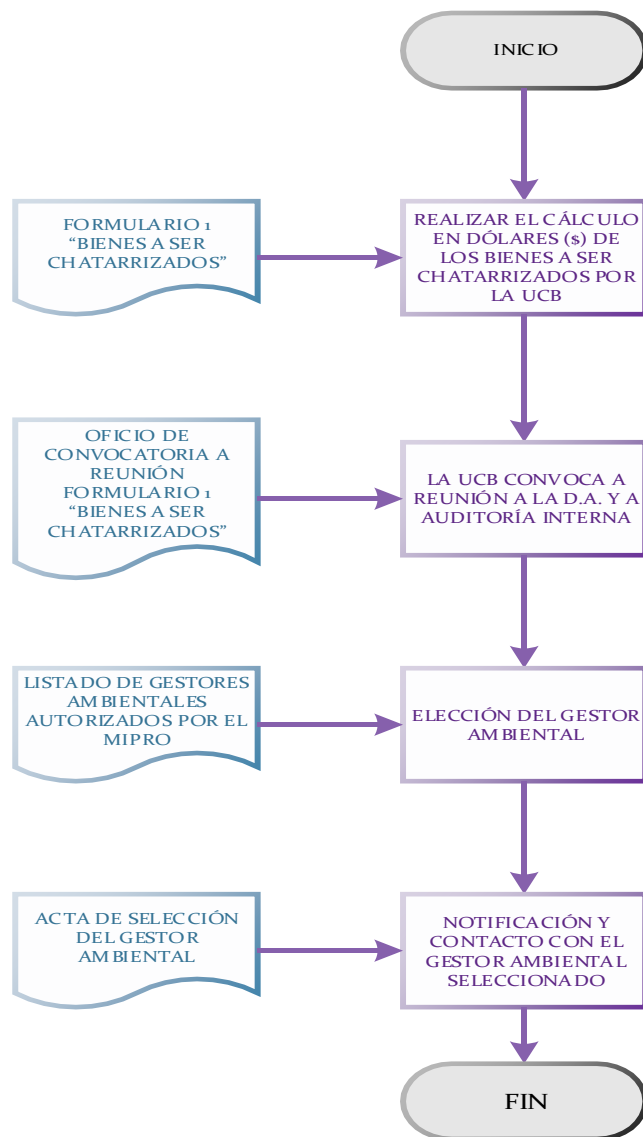 INICIO
FORMULARIO 1
“BIENES A SER
CHATARRIZADOS”
REALIZAR EL CÁLCULO
EN DÓLARES ($) DE
LOS BIENES A SER
CHATARRIZADOS POR
LA UCB
OFICIO DE
CONVOCATORIA A
REUNIÓN
FORMULARIO 1
“BIENES A SER
CHATARRIZADOS”
LA UCB CONVOCA A
REUNIÓN A LA D.A. Y A
AUDITORÍA INTERNA
LISTADO DE GESTORES
AMBIENTALES
AUTORIZADOS POR EL
MIPRO
ELECCIÓN DEL GESTOR
AMBIENTAL
ACTA DE SELECCIÓN
DEL GESTOR
AMBIENTAL
NOTIFICACIÓN Y
CONTACTO CON EL
GESTOR AMBIENTAL
SELECCIONADO
FIN